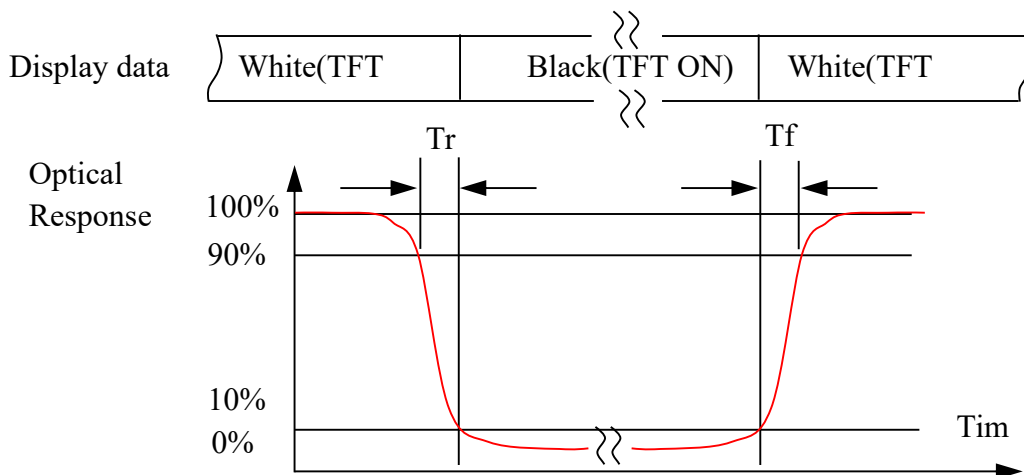 Display data
White(TFT
Black(TFT ON)
White(TFT
Tr
Tf
Optical
Response
100%
90%
10%
0%
Tim